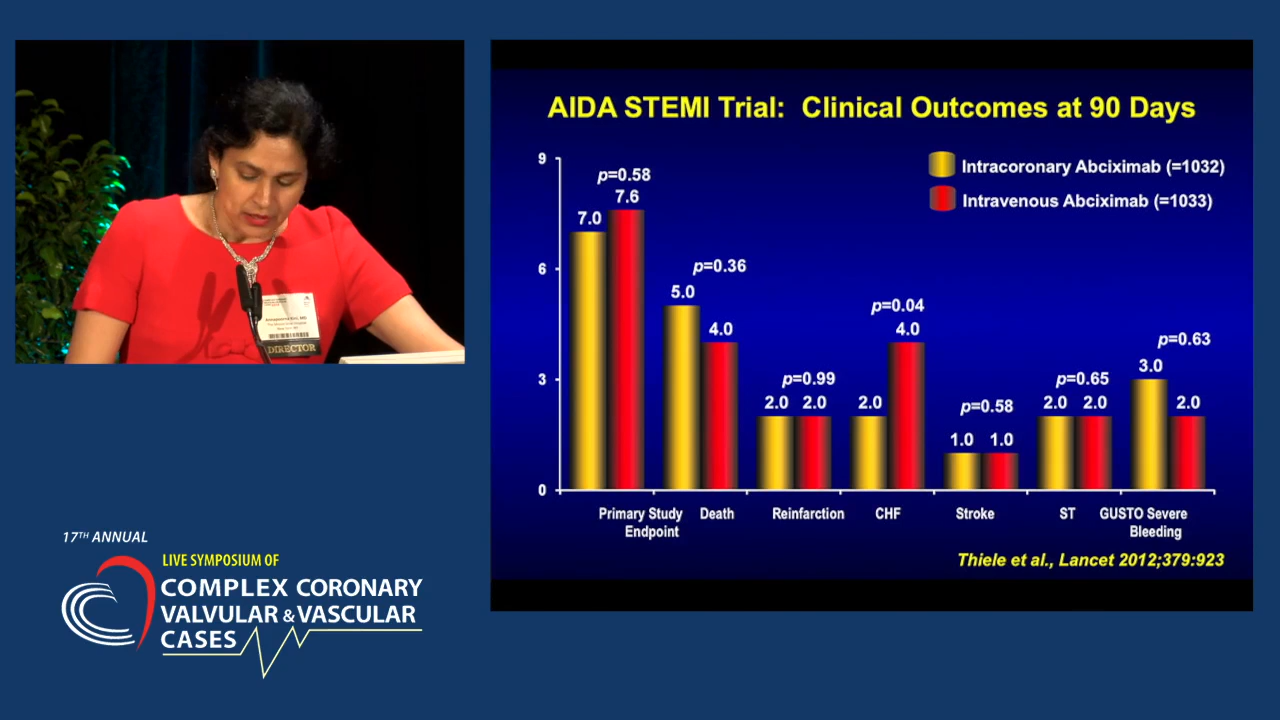 AIDA STEMI Trial: Clinical Outcomes at 90 Days
Intracoronary Abciximab (=1032)
Intravenous Abciximab (=1033)
9
6
3
0
p=0.58
7.0
7.6
p=0.36
5.0
4.0
p=0.99
2.0
2.0
p=0.04
2.0
4.0
p=0.58
1.0
1.0
p=0.65
2.0
2.0
p=0.63
3.0
2.0
Primary Study
Endpoint
Death
Reinfarction
CHF
Stroke
ST
GUSTO Severe
Bleeding
Thiele et al., Lancet 2012;379:923
DIRECTOR
17TH ANNUAL
LIVE SYMPOSIUM OF
COMPLEX CORONARY
VALVULAR & VASCULAR
CASES